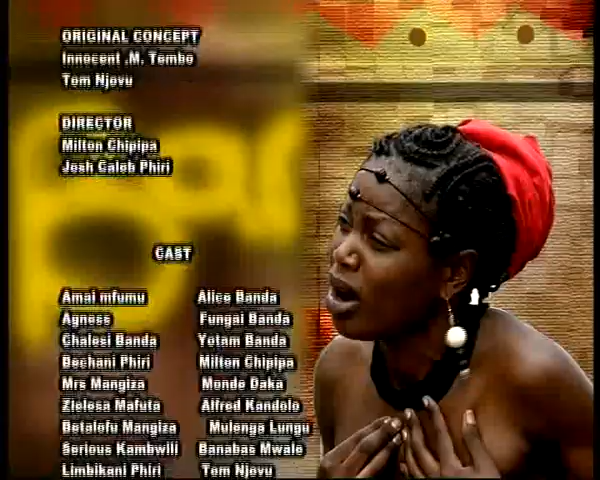 ORIGINAL CONCEPT
Innocent .M. Tembo
Tom Njovu
DIRECTOR
Milton Chipipa
Josh Caleb Phiri
CAST
Amai mfumu Alice Banda
Agness Fungai Banda
Chalesi Banda Yotam Banda
Bechani Phiri Milton Chipipa
Mrs Mangiza Monde Daka
Zielesa Mafuta Alfred Kandolo
Betalofu Mangiza Mulenga Lungu
Serious Kambwili Banabas Mwale
Limbikani Phiri Tom Njovu